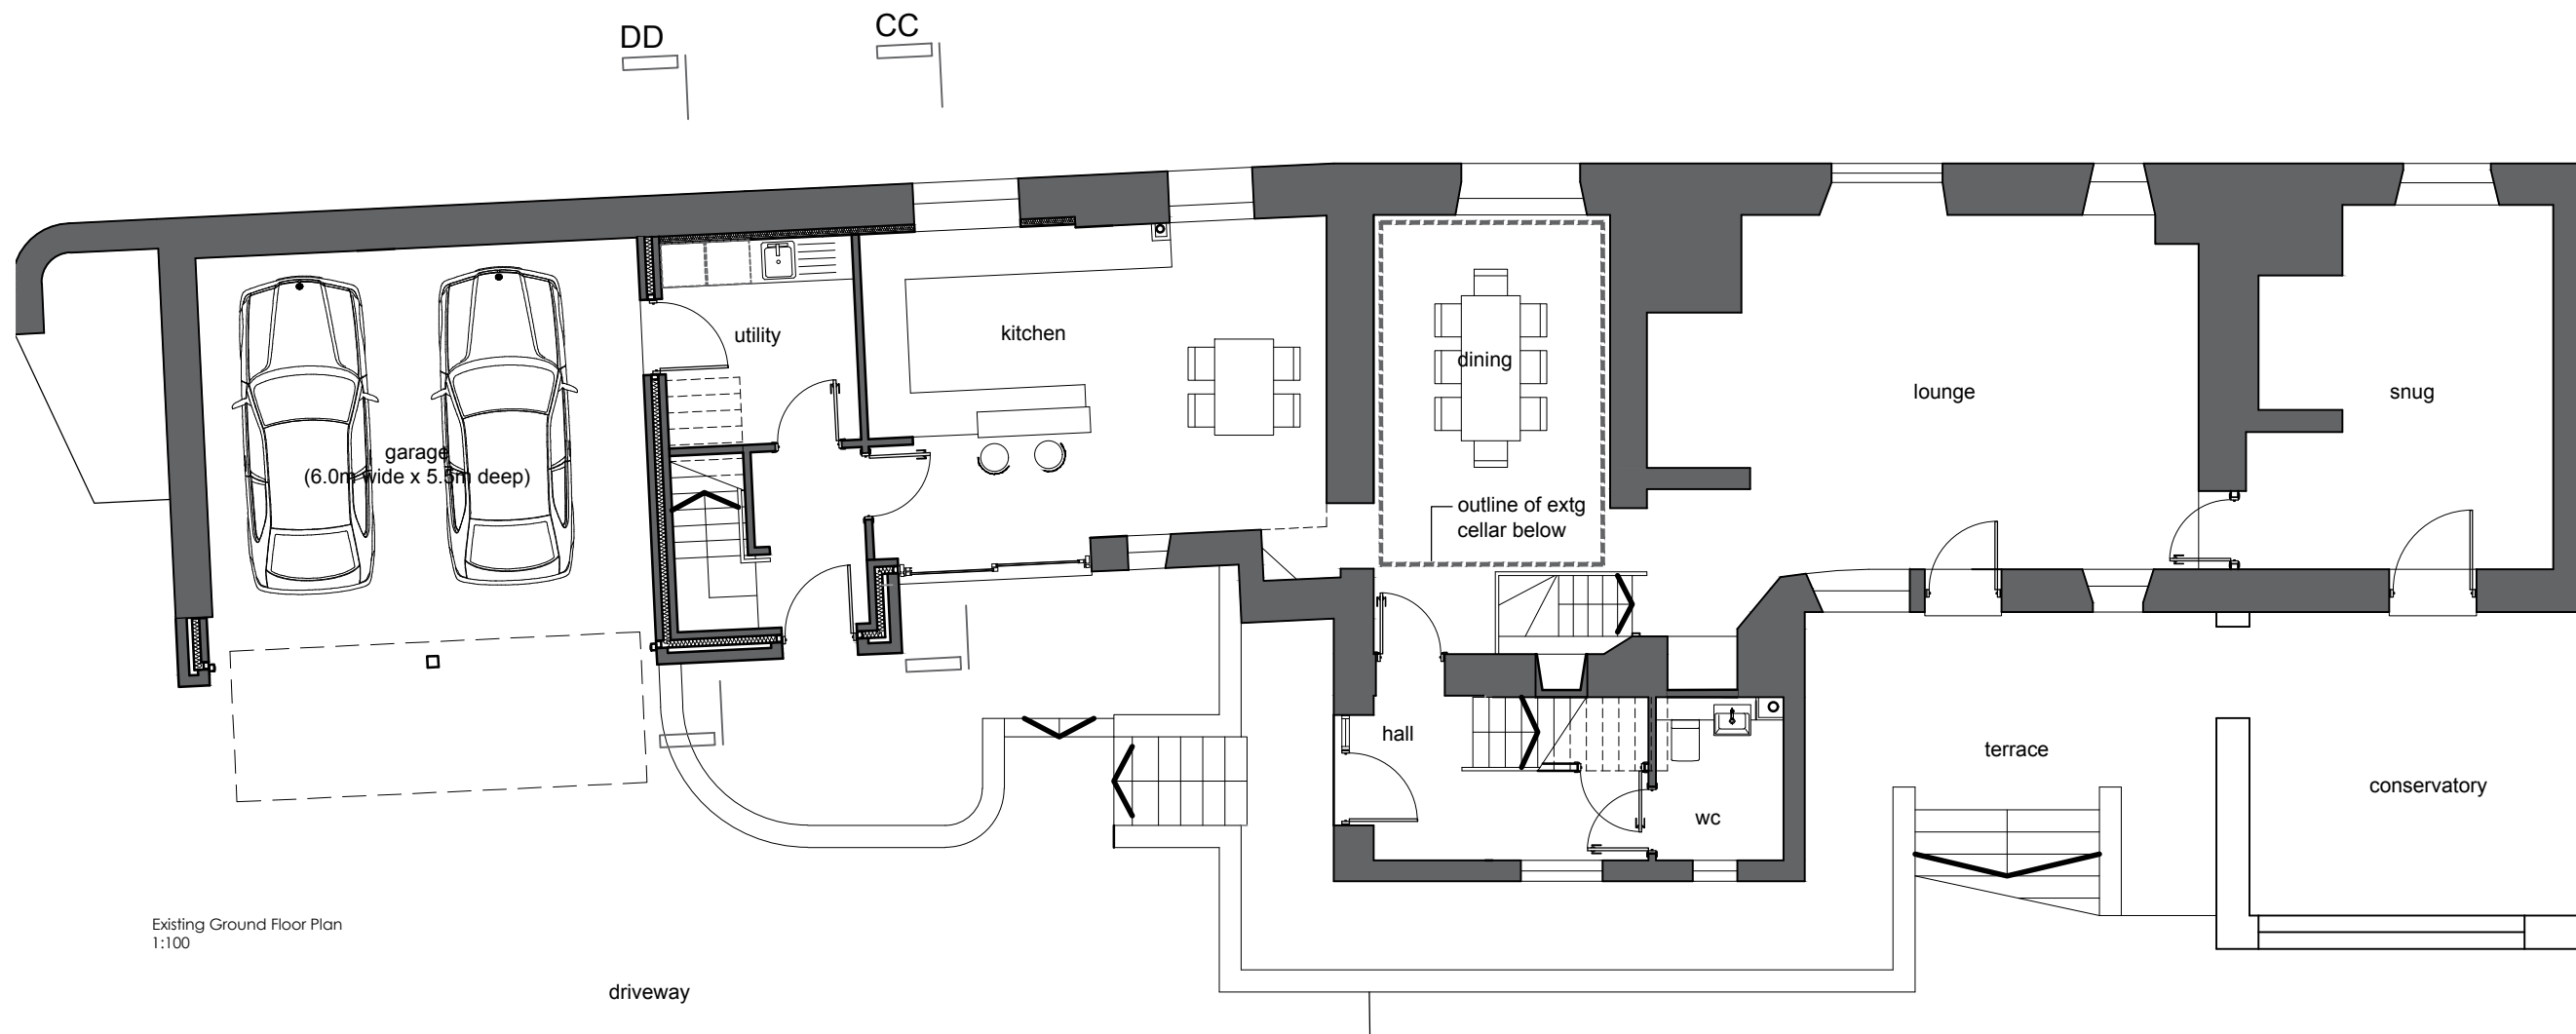 DD
CC
utility
kitchen
dining
lounge
snug
garage
(6.0m wide x 5.5m deep)
outline of extg
cellar below
hall
wc
terrace
conservatory
Existing Ground Floor Plan
1:100
driveway